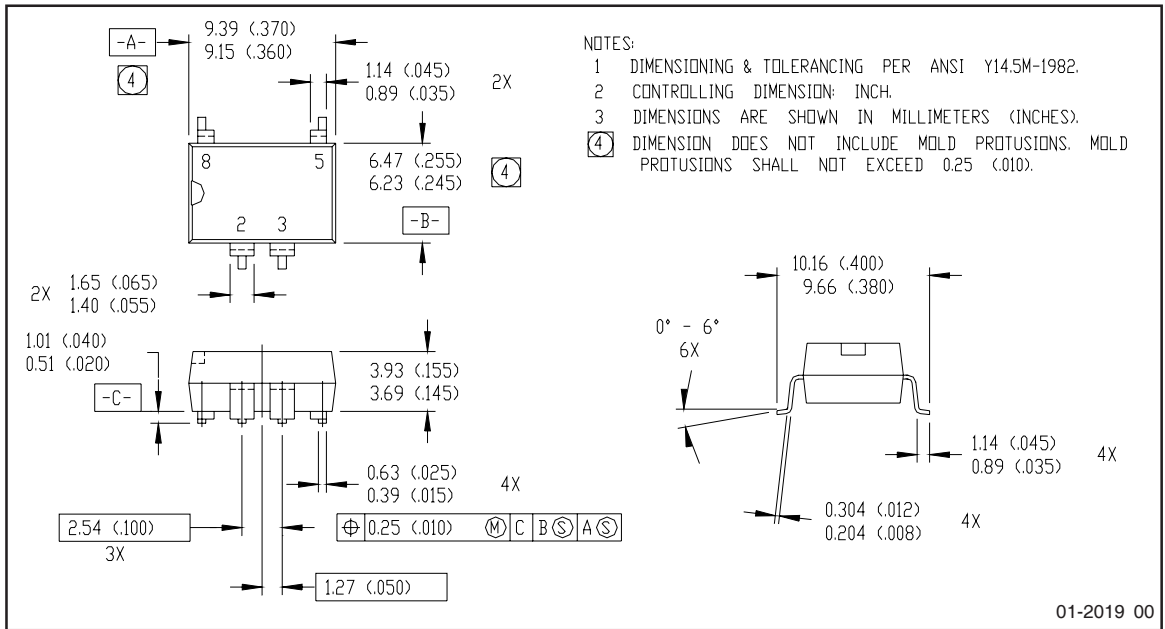 -A-
9.39 (.370)
9.15 (.360)
4
1.14 (.045)
0.89 (.035)
2X
8
5
6.47 (.255)
6.23 (.245)
4
2
3
-B-
2X
1.65 (.065)
1.40 (.055)
1.01 (.040)
0.51 (.020)
-C-
3.93 (.155)
3.69 (.145)
0.63 (.025)
0.39 (.015)
4X
2.54 (.100)
3X
⌖ 0.25 (.010) Ⓜ C B Ⓢ A Ⓢ
1.27 (.050)
NOTES:
1 DIMENSIONING & TOLERANCING PER ANSI Y14.5M-1982.
2 CONTROLLING DIMENSION: INCH.
3 DIMENSIONS ARE SHOWN IN MILLIMETERS (INCHES).
4 DIMENSION DOES NOT INCLUDE MOLD PROTUSIONS. MOLD
PROTUSIONS SHALL NOT EXCEED 0.25 (.010).
10.16 (.400)
9.66 (.380)
0° - 6°
6X
1.14 (.045)
0.89 (.035)
4X
0.304 (.012)
0.204 (.008)
4X
01-2019 00